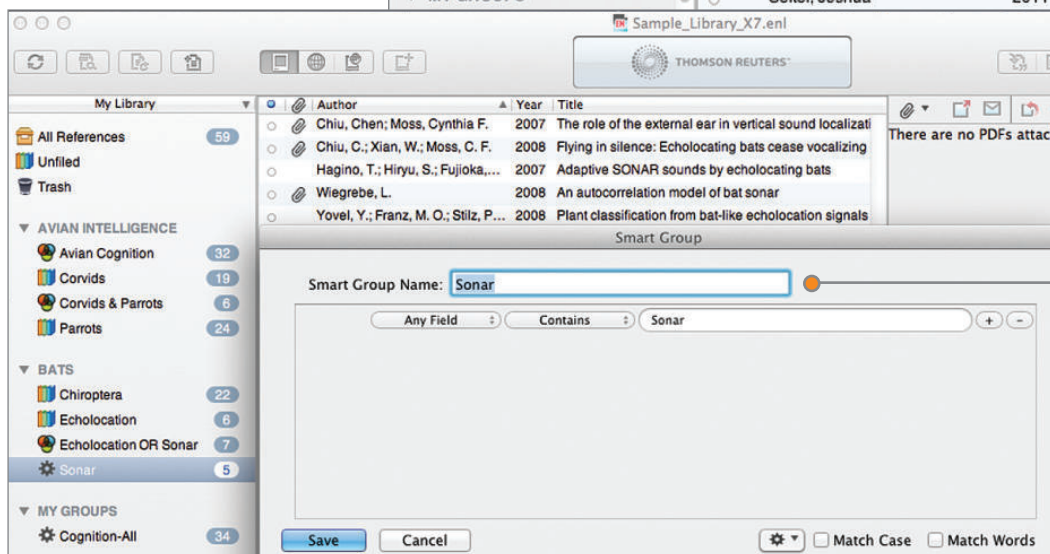 Sample_Library_X7.enl
THOMSON REUTERS™
My Library
All References 59
Unfiled
Trash
AVIAN INTELLIGENCE
Avian Cognition 32
Corvids 19
Corvids & Parrots 6
Parrots 24
BATS
Chiroptera 22
Echolocation 6
Echolocation OR Sonar 7
Sonar 5
MY GROUPS
Cognition-All 34
Author Year Title
Chiu, Chen; Moss, Cynthia F. 2007 The role of the external ear in vertical sound localizati
Chiu, C.; Xian, W.; Moss, C. F. 2008 Flying in silence: Echolocating bats cease vocalizing
Hagino, T.; Hiryu, S.; Fujioka,... 2007 Adaptive SONAR sounds by echolocating bats
Wiegrebe, L. 2008 An autocorrelation model of bat sonar
Yovel, Y.; Franz, M. O.; Stilz, P... 2008 Plant classification from bat-like echolocation signals
There are no PDFs attac
Smart Group
Smart Group Name: Sonar
Any Field Contains Sonar + -
Save Cancel Match Case Match Words